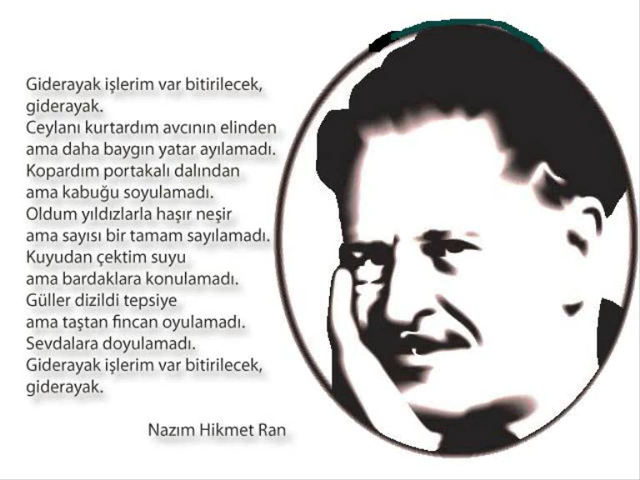 Giderayak işlerim var bitirilecek,
giderayak.
Ceylanı kurtardım avcının elinden
ama daha baygın yatar ayılamadı.
Kopardım portakalı dalından
ama kabuğu soyulamadı.
Oldum yıldızlarla haşır neşir
ama sayısı bir tamam sayılamadı.
Kuyudan çektim suyu
ama bardaklara konulamadı.
Güller dizildi tepsiye
ama taştan fincan oyulamadı.
Sevdalara doyulamadı.
Giderayak işlerim var bitirilecek,
giderayak.
Nazım Hikmet Ran